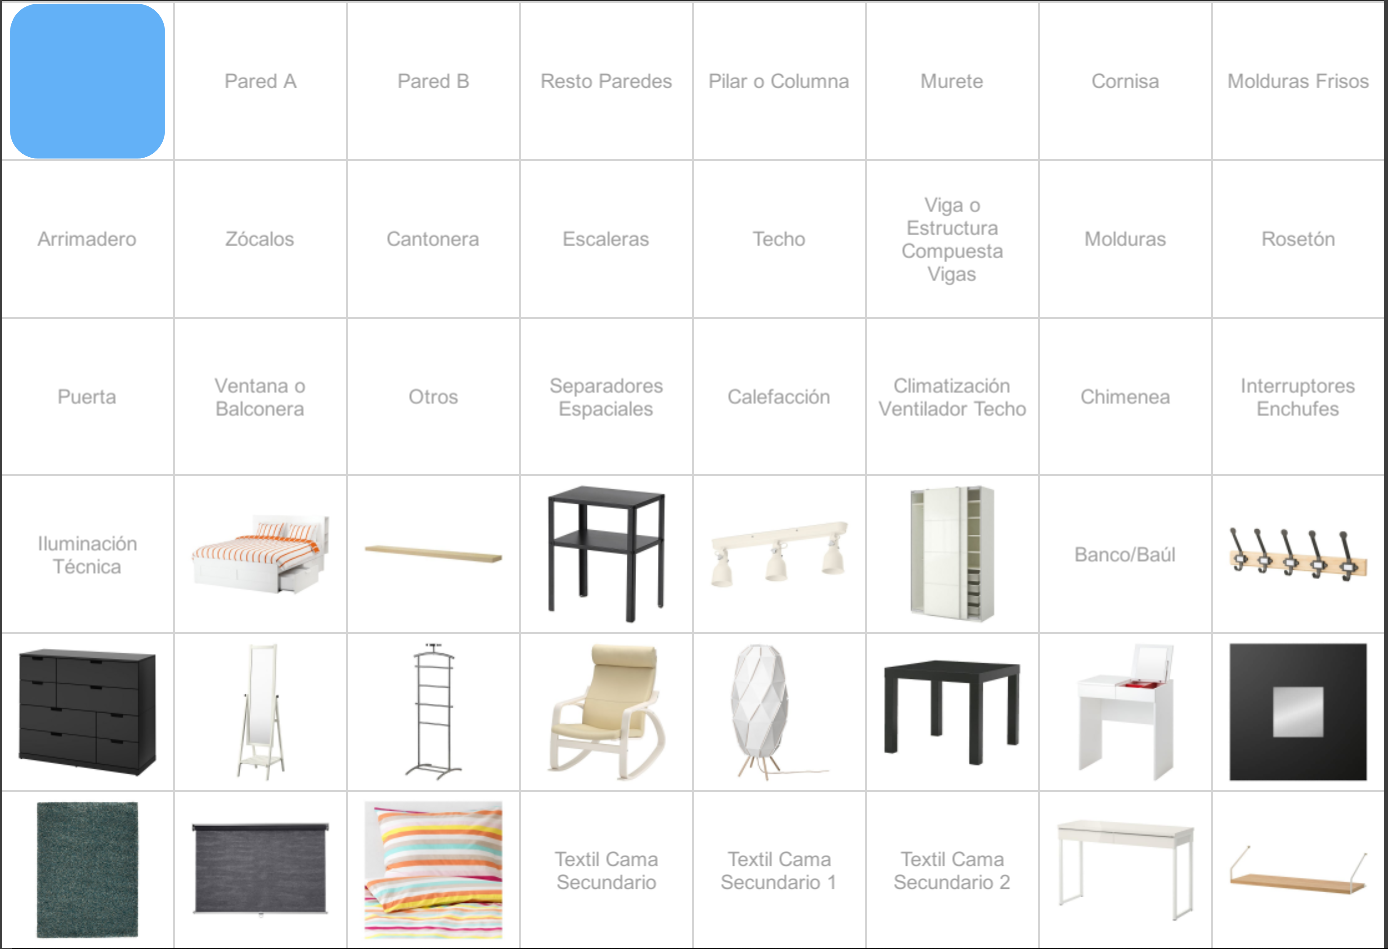 Pared A
Pared B
Resto Paredes
Pilar o Columna
Murete
Cornisa
Molduras Frisos
Arrimadero
Zócalos
Cantonera
Escaleras
Techo
Viga o
Estructura
Compuesta
Vigas
Molduras
Rosetón
Puerta
Ventana o
Balconera
Otros
Separadores
Espaciales
Calefacción
Climatización
Ventilador Techo
Chimenea
Interruptores
Enchufes
Iluminación
Técnica
Banco/Baúl
Textil Cama
Secundario
Textil Cama
Secundario 1
Textil Cama
Secundario 2